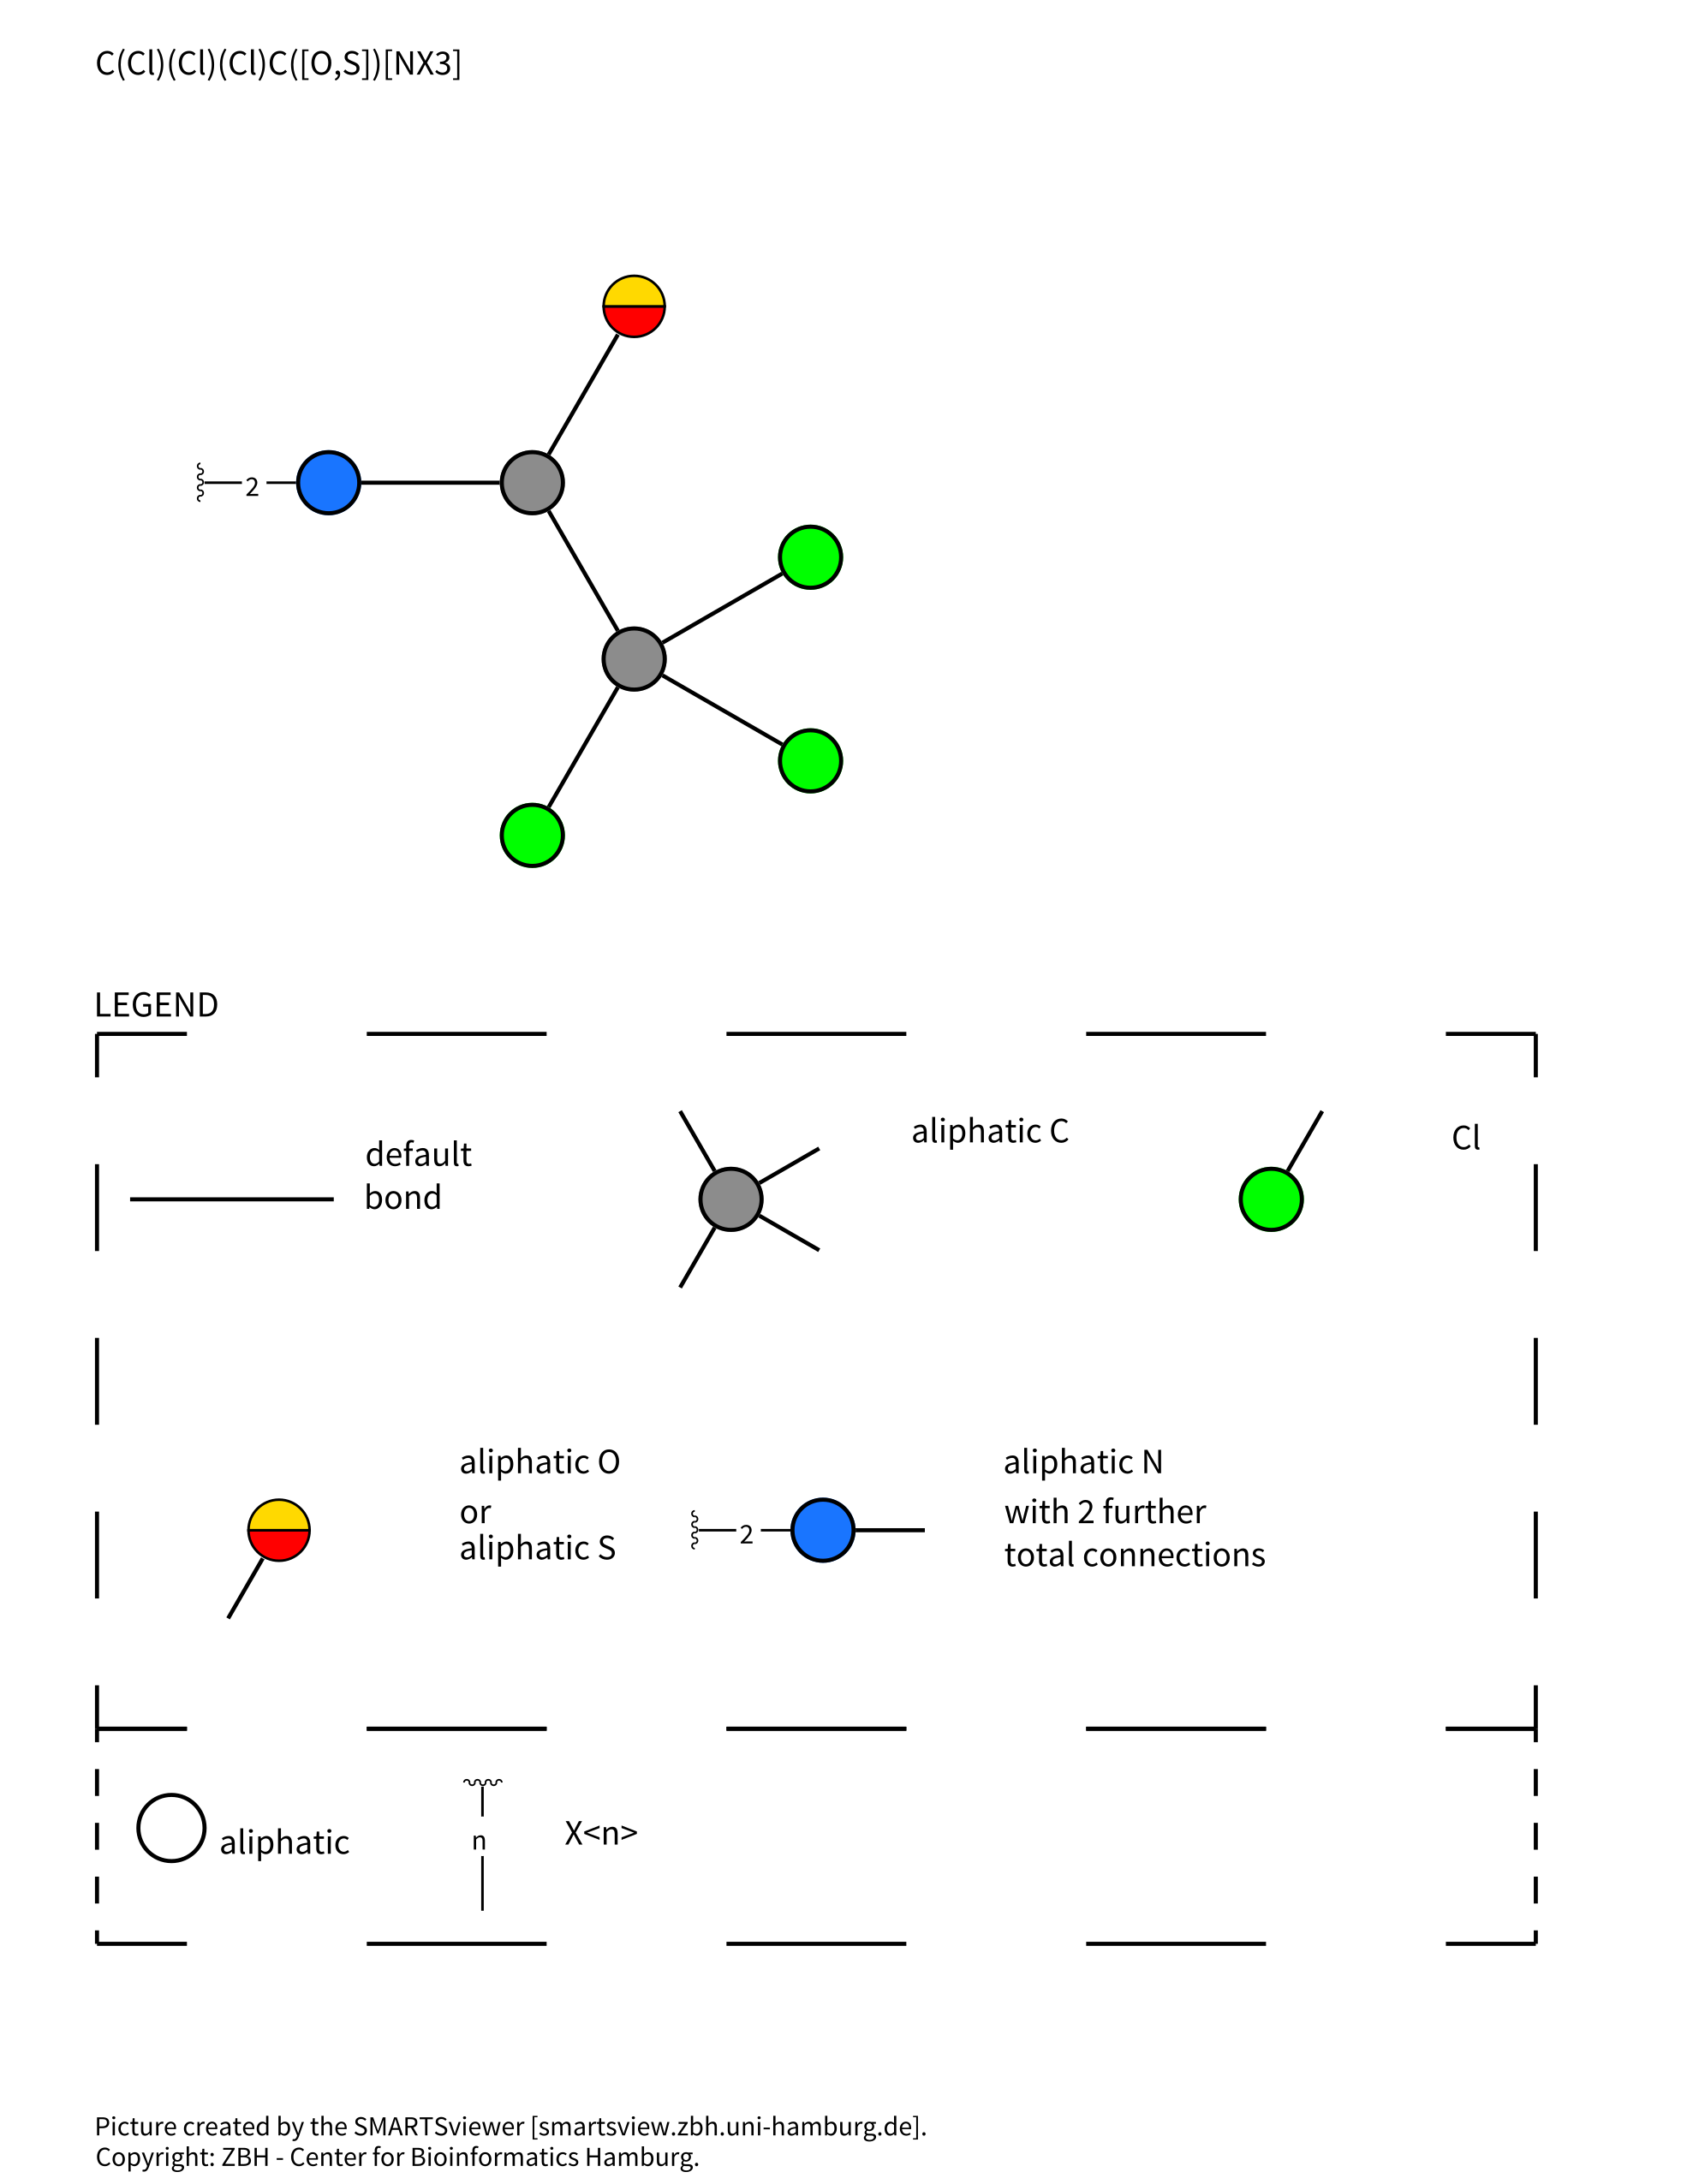 C(Cl)(Cl)(Cl)C([O,S])[NX3]
2
LEGEND
default
bond
aliphatic C
Cl
aliphatic O
or
aliphatic S
2
aliphatic N
with 2 further
total connections
aliphatic
n
X<n>
Picture created by the SMARTSviewer [smartsview.zbh.uni-hamburg.de].
Copyright: ZBH - Center for Bioinformatics Hamburg.